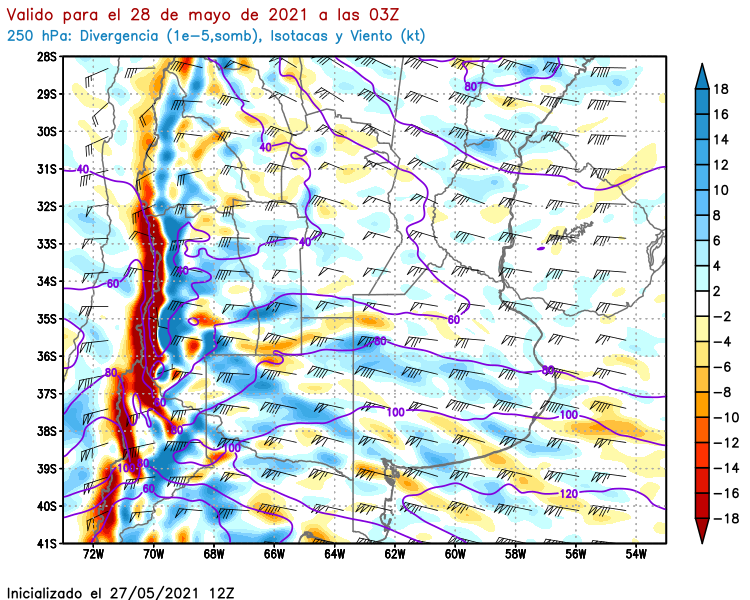 Valido para el 28 de mayo de 2021 a las 03Z
250 hPa: Divergencia (1e−5,somb), Isotacas y Viento (kt)
28S
29S
30S
31S
32S
33S
34S
35S
36S
37S
38S
39S
40S
41S
72W 70W 68W 66W 64W 62W 60W 58W 56W 54W
80
40
40
40
60
40
60
80
80
80
60
60
100
100
100
100
80
60
120
18
16
14
12
10
8
6
4
2
−2
−4
−6
−8
−10
−12
−14
−16
−18
Inicializado el 27/05/2021 12Z